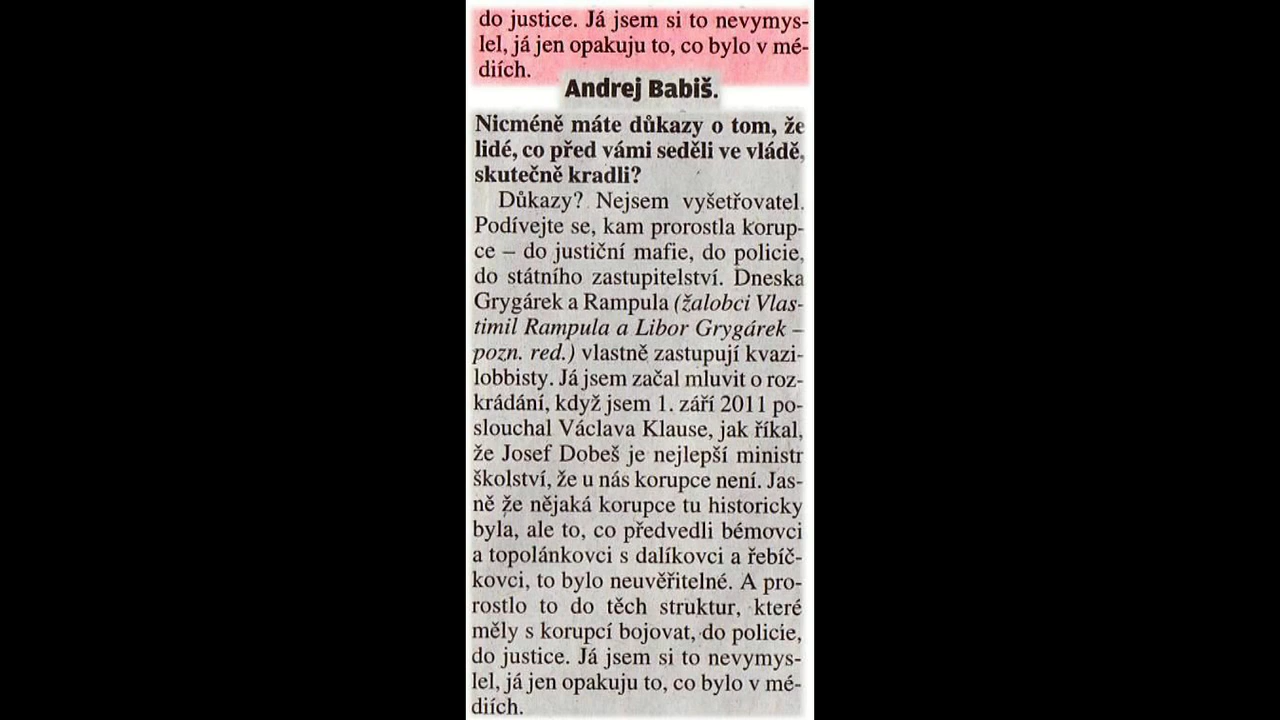 do justice. Já jsem si to nevymys-
lel, já jen opakuju to, co bylo v mé-
diích.
Andrej Babiš.
Nicméně máte důkazy o tom, že
lidé, co před vámi seděli ve vládě,
skutečně kradli?
Důkazy? Nejsem vyšetřovatel.
Podívejte se, kam prorostla korup-
ce – do justiční mafie, do policie,
do státního zastupitelství. Dneska
Grygárek a Rampula (žalobci Vlas-
timil Rampula a Libor Grygárek –
pozn. red.) vlastně zastupují kvazi-
lobbisty. Já jsem začal mluvit o roz-
krádání, když jsem 1. září 2011 po-
slouchal Václava Klause, jak říkal,
že Josef Dobeš je nejlepší ministr
školství, že u nás korupce není. Jas-
ně že nějaká korupce tu historicky
byla, ale to, co předvedli bémovci
a topolánkovci s dalíkovci a řebíč-
kovci, to bylo neuvěřitelné. A pro-
rostlo to do těch struktur, které
měly s korupcí bojovat, do policie,
do justice. Já jsem si to nevymys-
lel, já jen opakuju to, co bylo v mé-
diích.